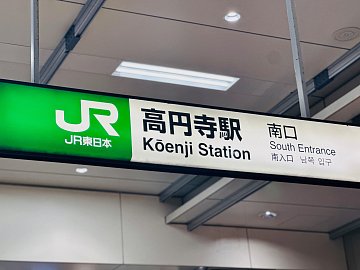 JR
JR東日本
高円寺駅
Kōenji Station
南口
South Entrance
南入口 남쪽 입구